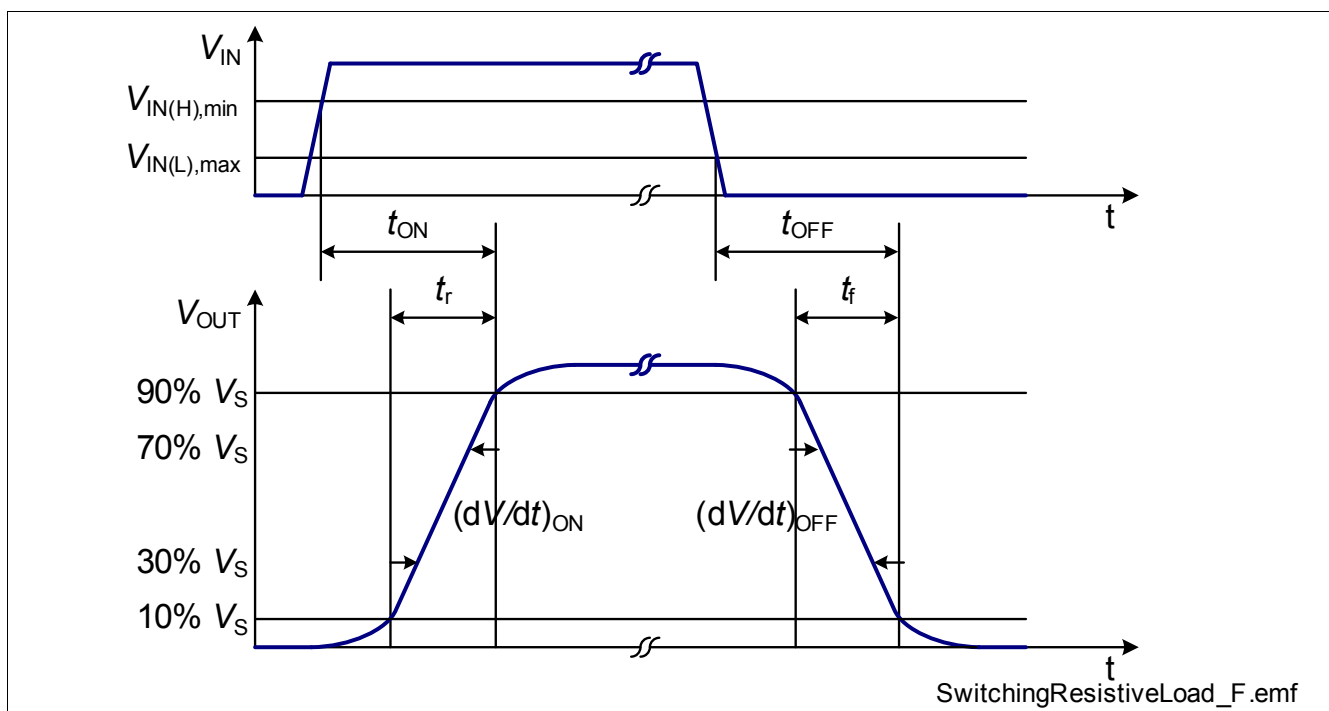 VIN
VIN(H),min
VIN(L),max
t
tON
tOFF
tr
tf
VOUT
90% VS
70% VS
(dV/dt)ON
(dV/dt)OFF
30% VS
10% VS
t
SwitchingResistiveLoad_F.emf